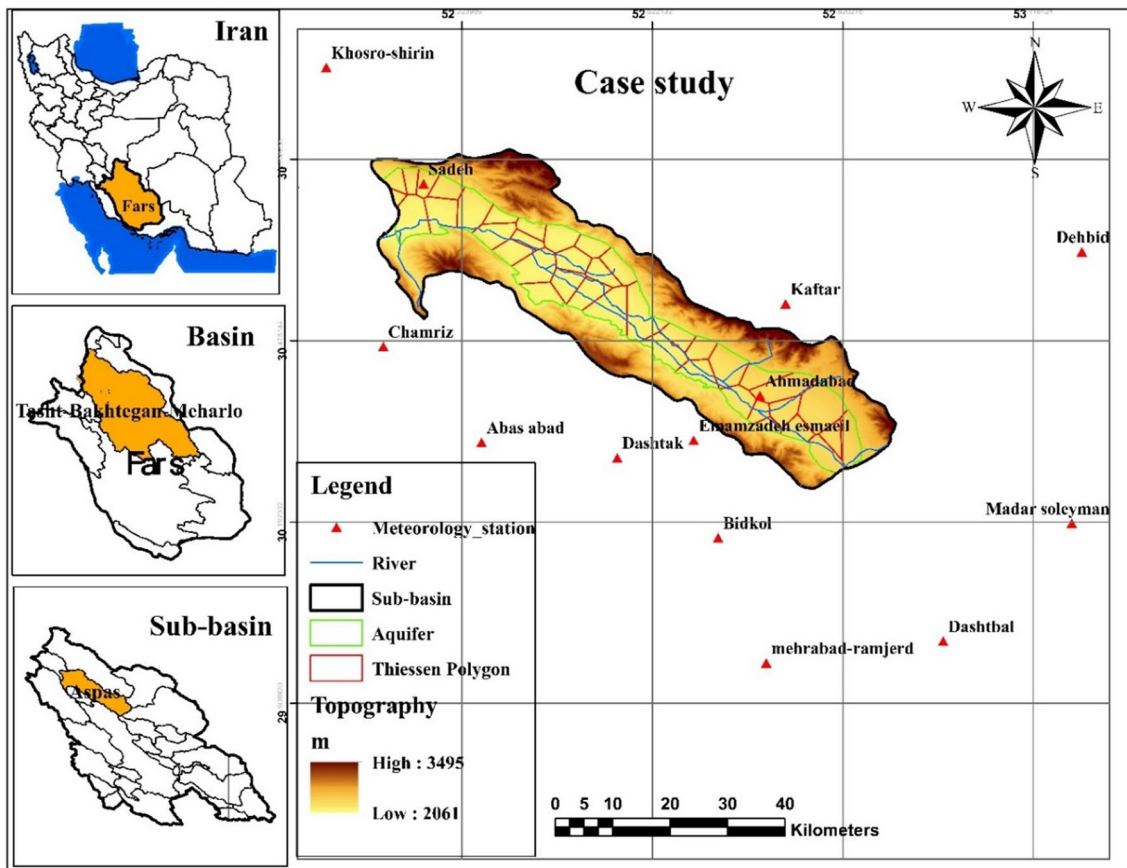 Iran
Fars
Basin
Tasht-Bakhtegan-Meharlo
Fars
Sub-basin
Aspas
52
52
52
53
Case study
N
W
E
S
30
30
30
29
Khosro-shirin
Sadeh
Dehbid
Kaftar
Chamriz
Ahmadabad
Emamzadeh esmaeil
Abas abad
Dashtak
Bidkol
Madar soleyman
Dashtbal
mehrabad-ramjerd
Legend
Meteorology_station
River
Sub-basin
Aquifer
Thiessen Polygon
Topography
m
High : 3495
Low : 2061
0 5 10 20 30 40
Kilometers